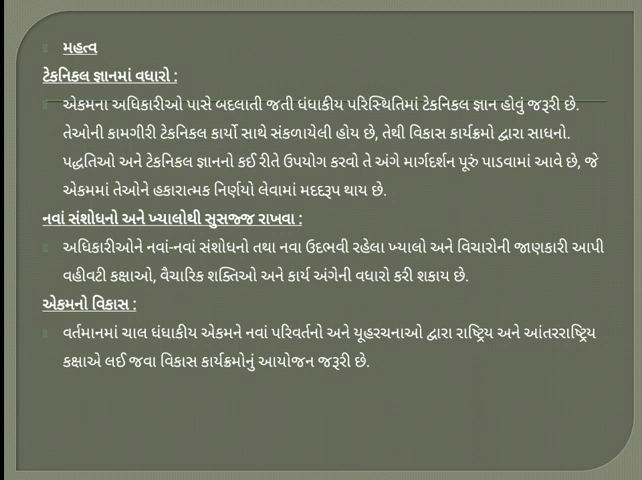 મહત્વ
ટેકનિકલ જ્ઞાનમાં વધારો :
એકમના અધિકારીઓ પાસે બદલાતી જતી ધંધાકીય પરિસ્થિતિમાં ટેકનિકલ જ્ઞાન હોવું જરૂરી છે.
તેઓની કામગીરી ટેકનિકલ કાર્યો સાથે સંકળાયેલી હોય છે, તેથી વિકાસ કાર્યક્રમો દ્વારા સાધનો.
પદ્ધતિઓ અને ટેકનિકલ જ્ઞાનનો કઈ રીતે ઉપયોગ કરવો તે અંગે માર્ગદર્શન પૂરું પાડવામાં આવે છે, જે
એકમમાં તેઓને હકારાત્મક નિર્ણયો લેવામાં મદદરૂપ થાય છે.
નવાં સંશોધનો અને ખ્યાલોથી સુસજ્જ રાખવા :
અધિકારીઓને નવાં-નવાં સંશોધનો તથા નવા ઉદભવી રહેલા ખ્યાલો અને વિચારોની જાણકારી આપી
વહીવટી કક્ષાઓ, વૈચારિક શક્તિઓ અને કાર્ય અંગેની વધારો કરી શકાય છે.
એકમનો વિકાસ :
વર્તમાનમાં ચાલ ધંધાકીય એકમને નવાં પરિવર્તનો અને વ્યૂહરચનાઓ દ્વારા રાષ્ટ્રિય અને આંતરરાષ્ટ્રિય
કક્ષાએ લઈ જવા વિકાસ કાર્યક્રમોનું આયોજન જરૂરી છે.